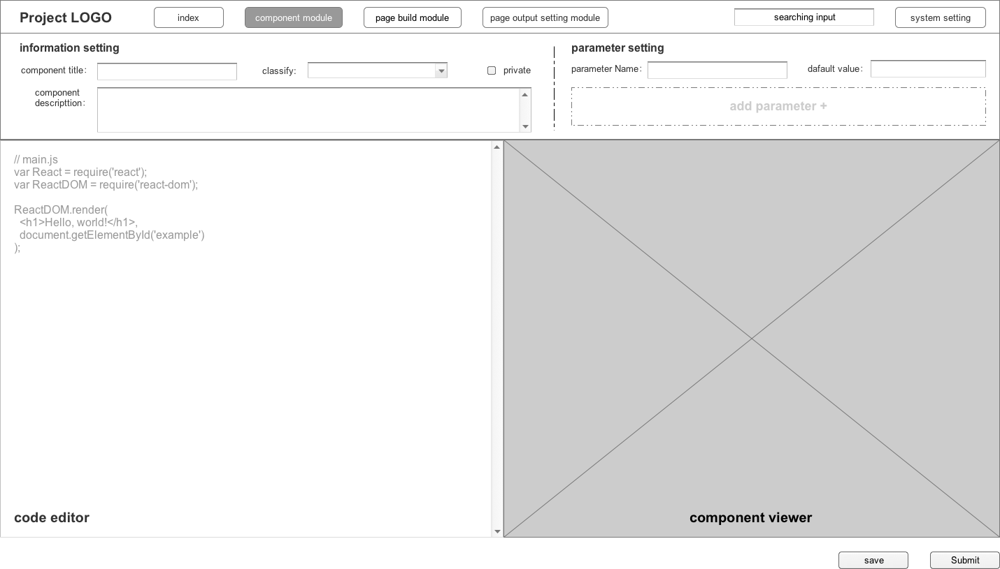 Project LOGO
index
component module
page build module
page output setting module
searching input
system setting
information setting
component title:
classify:
private
component
descripttion:
parameter setting
parameter Name:
dafault value:
add parameter +
// main.js
var React = require('react');
var ReactDOM = require('react-dom');
ReactDOM.render(
<h1>Hello, world!</h1>,
document.getElementById('example')
);
code editor
component viewer
save
Submit